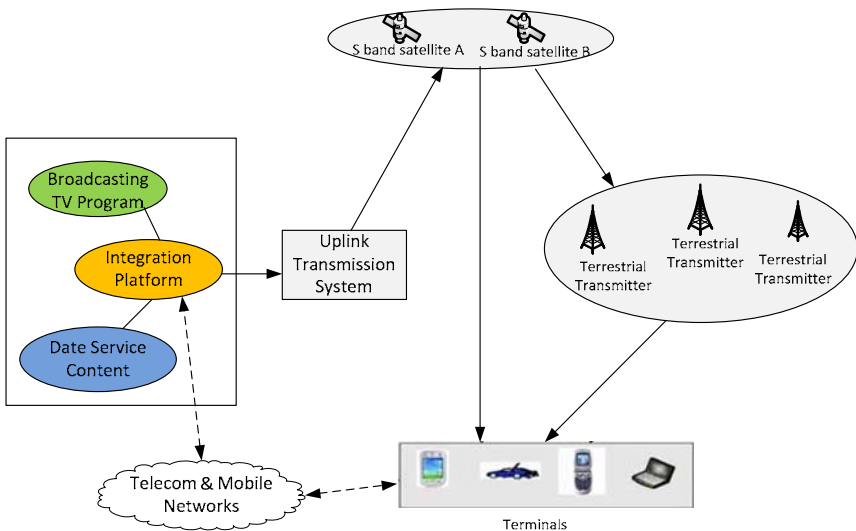 S band satellite A
S band satellite B
Broadcasting
TV Program
Integration
Platform
Date Service
Content
Uplink
Transmission
System
Terrestrial
Transmitter
Terrestrial
Transmitter
Terrestrial
Transmitter
Telecom & Mobile
Networks
Terminals